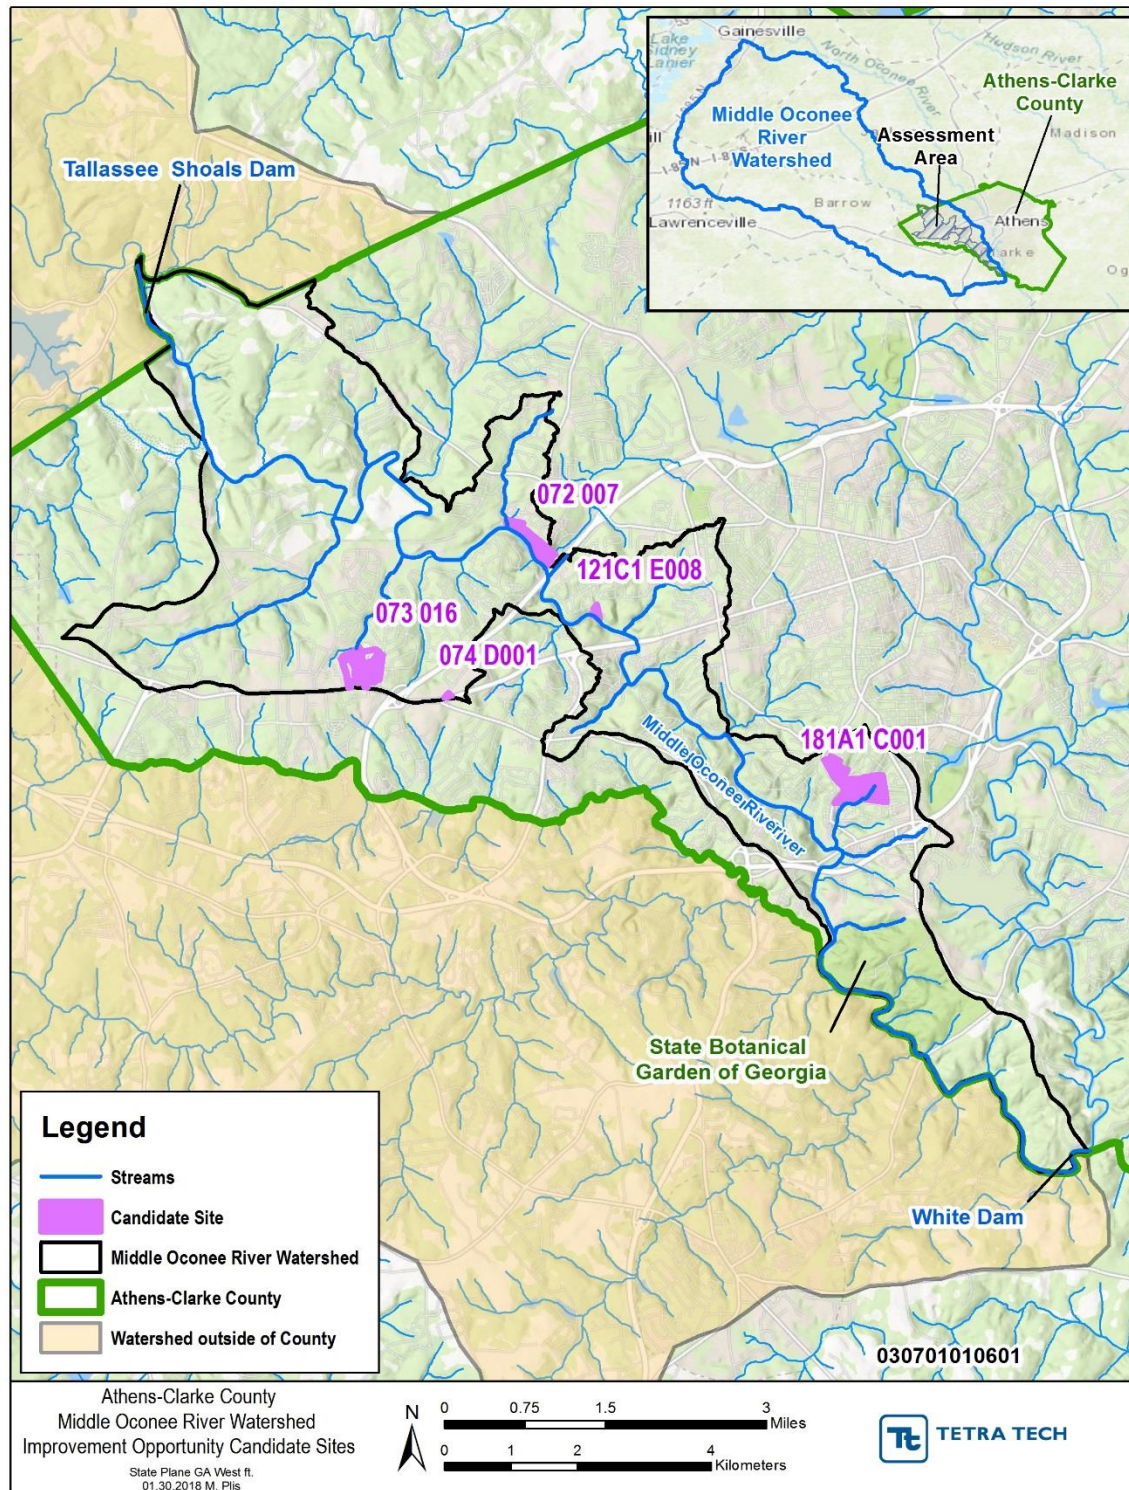 Gainesville
Lake
Sidney
Lanier
Hudson River
North Oconee
River
Athens-Clarke
County
Middle Oconee
River
Watershed
Assessment
Area
Madison
I-85 N I-85 S
1163 ft
Barrow
Lawrenceville
Athens
Clarke
Tallassee Shoals Dam
072 007
121C1 E008
073 016
074 D001
181A1 C001
Middle Oconee Riveriver
State Botanical
Garden of Georgia
White Dam
Legend
Streams
Candidate Site
Middle Oconee River Watershed
Athens-Clarke County
Watershed outside of County
030701010601
Athens-Clarke County
Middle Oconee River Watershed
Improvement Opportunity Candidate Sites
State Plane GA West ft.
01.30.2018 M. Plis
N
0 0.75 1.5 3
Miles
0 1 2 4
Kilometers
Tt TETRA TECH